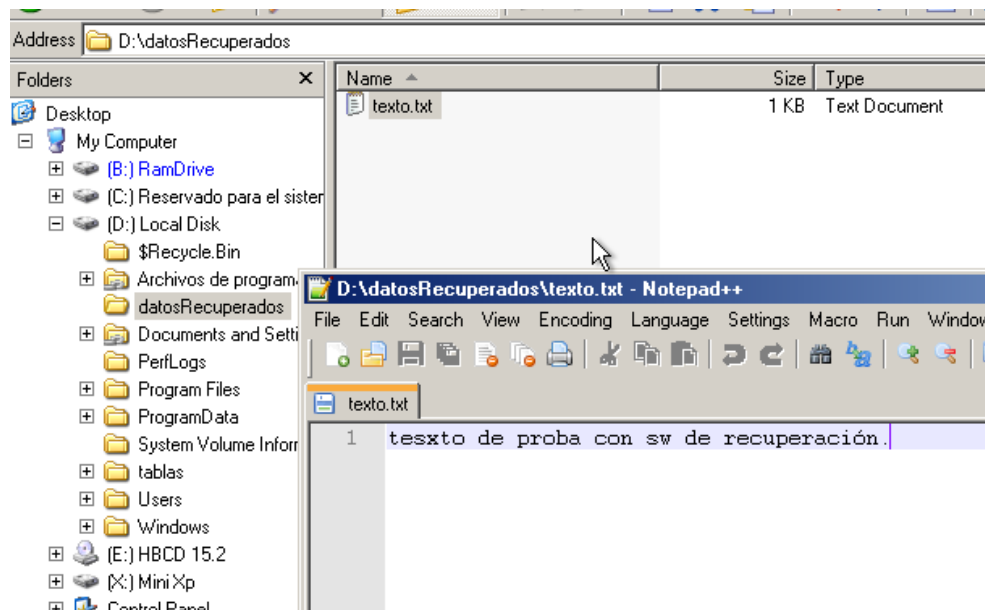 Address D:\datosRecuperados
Folders x
Name Size Type
texto.txt 1 KB Text Document
Desktop
My Computer
(B:) RamDrive
(C:) Reservado para el sister
(D:) Local Disk
$Recycle.Bin
Archivos de program
datosRecuperados
Documents and Setti
PerfLogs
Program Files
ProgramData
System Volume Inforr
tablas
Users
Windows
(E:) HBCD 15.2
(X:) Mini Xp
Control Panel
D:\datosRecuperados\texto.txt - Notepad++
File Edit Search View Encoding Language Settings Macro Run Window
texto.txt
1 tesxto de proba con sw de recuperación.